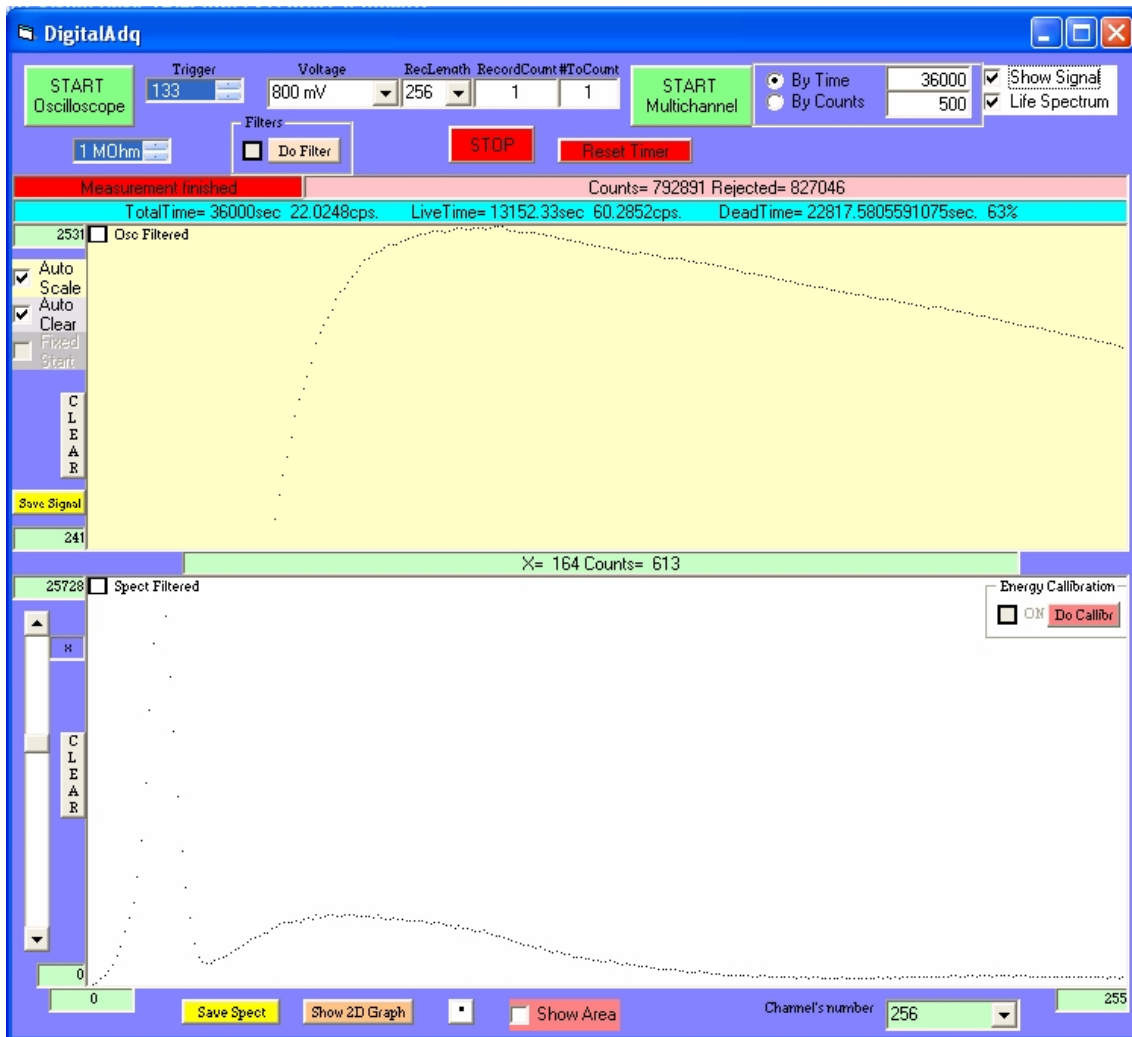 DigitalAdq
START Oscilloscope
Trigger
133
Voltage
800 mV
RecLength
256
RecordCount
1
#ToCount
1
START Multichannel
By Time
36000
By Counts
500
Show Signal
Life Spectrum
1 MOhm
Filters
Do Filter
STOP
Reset Timer
Measurement finished
Counts= 792891 Rejected= 827046
TotalTime= 36000sec 22.0248cps. LiveTime= 13152.33sec 60.2852cps. DeadTime= 22817.5805591075sec. 63%
2531
Osc Filtered
Auto
Scale
Auto
Clear
Fixed
Start
C
L
E
A
R
Save Signal
241
X= 164 Counts= 613
25728
Spect Filtered
Energy Callibration
ON
Do Callibr
x
C
L
E
A
R
0
0
255
Save Spect
Show 2D Graph
Show Area
Channel's number
256